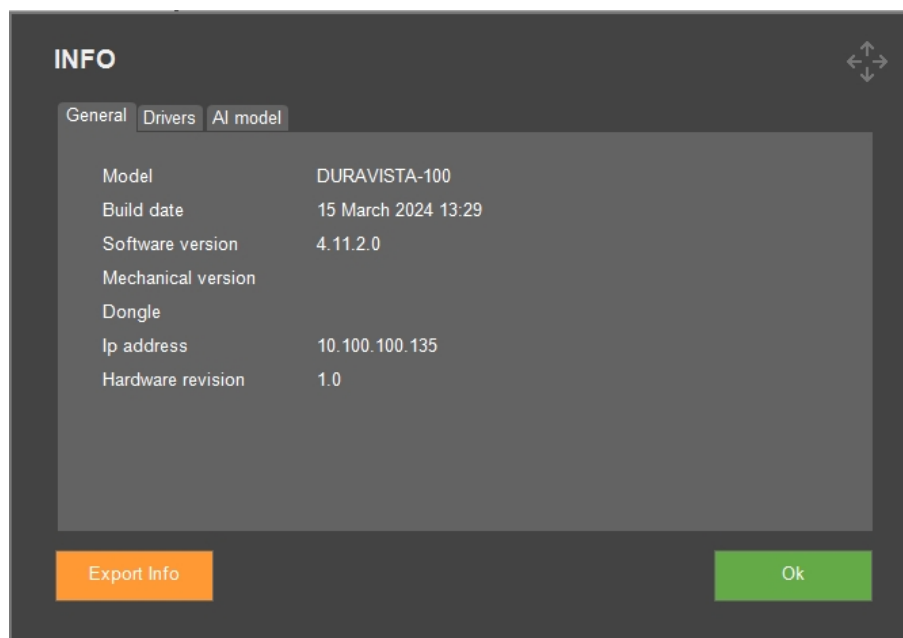 INFO
General Drivers AI model
Model DURAVISTA-100
Build date 15 March 2024 13:29
Software version 4.11.2.0
Mechanical version
Dongle
Ip address 10.100.100.135
Hardware revision 1.0
Export Info Ok